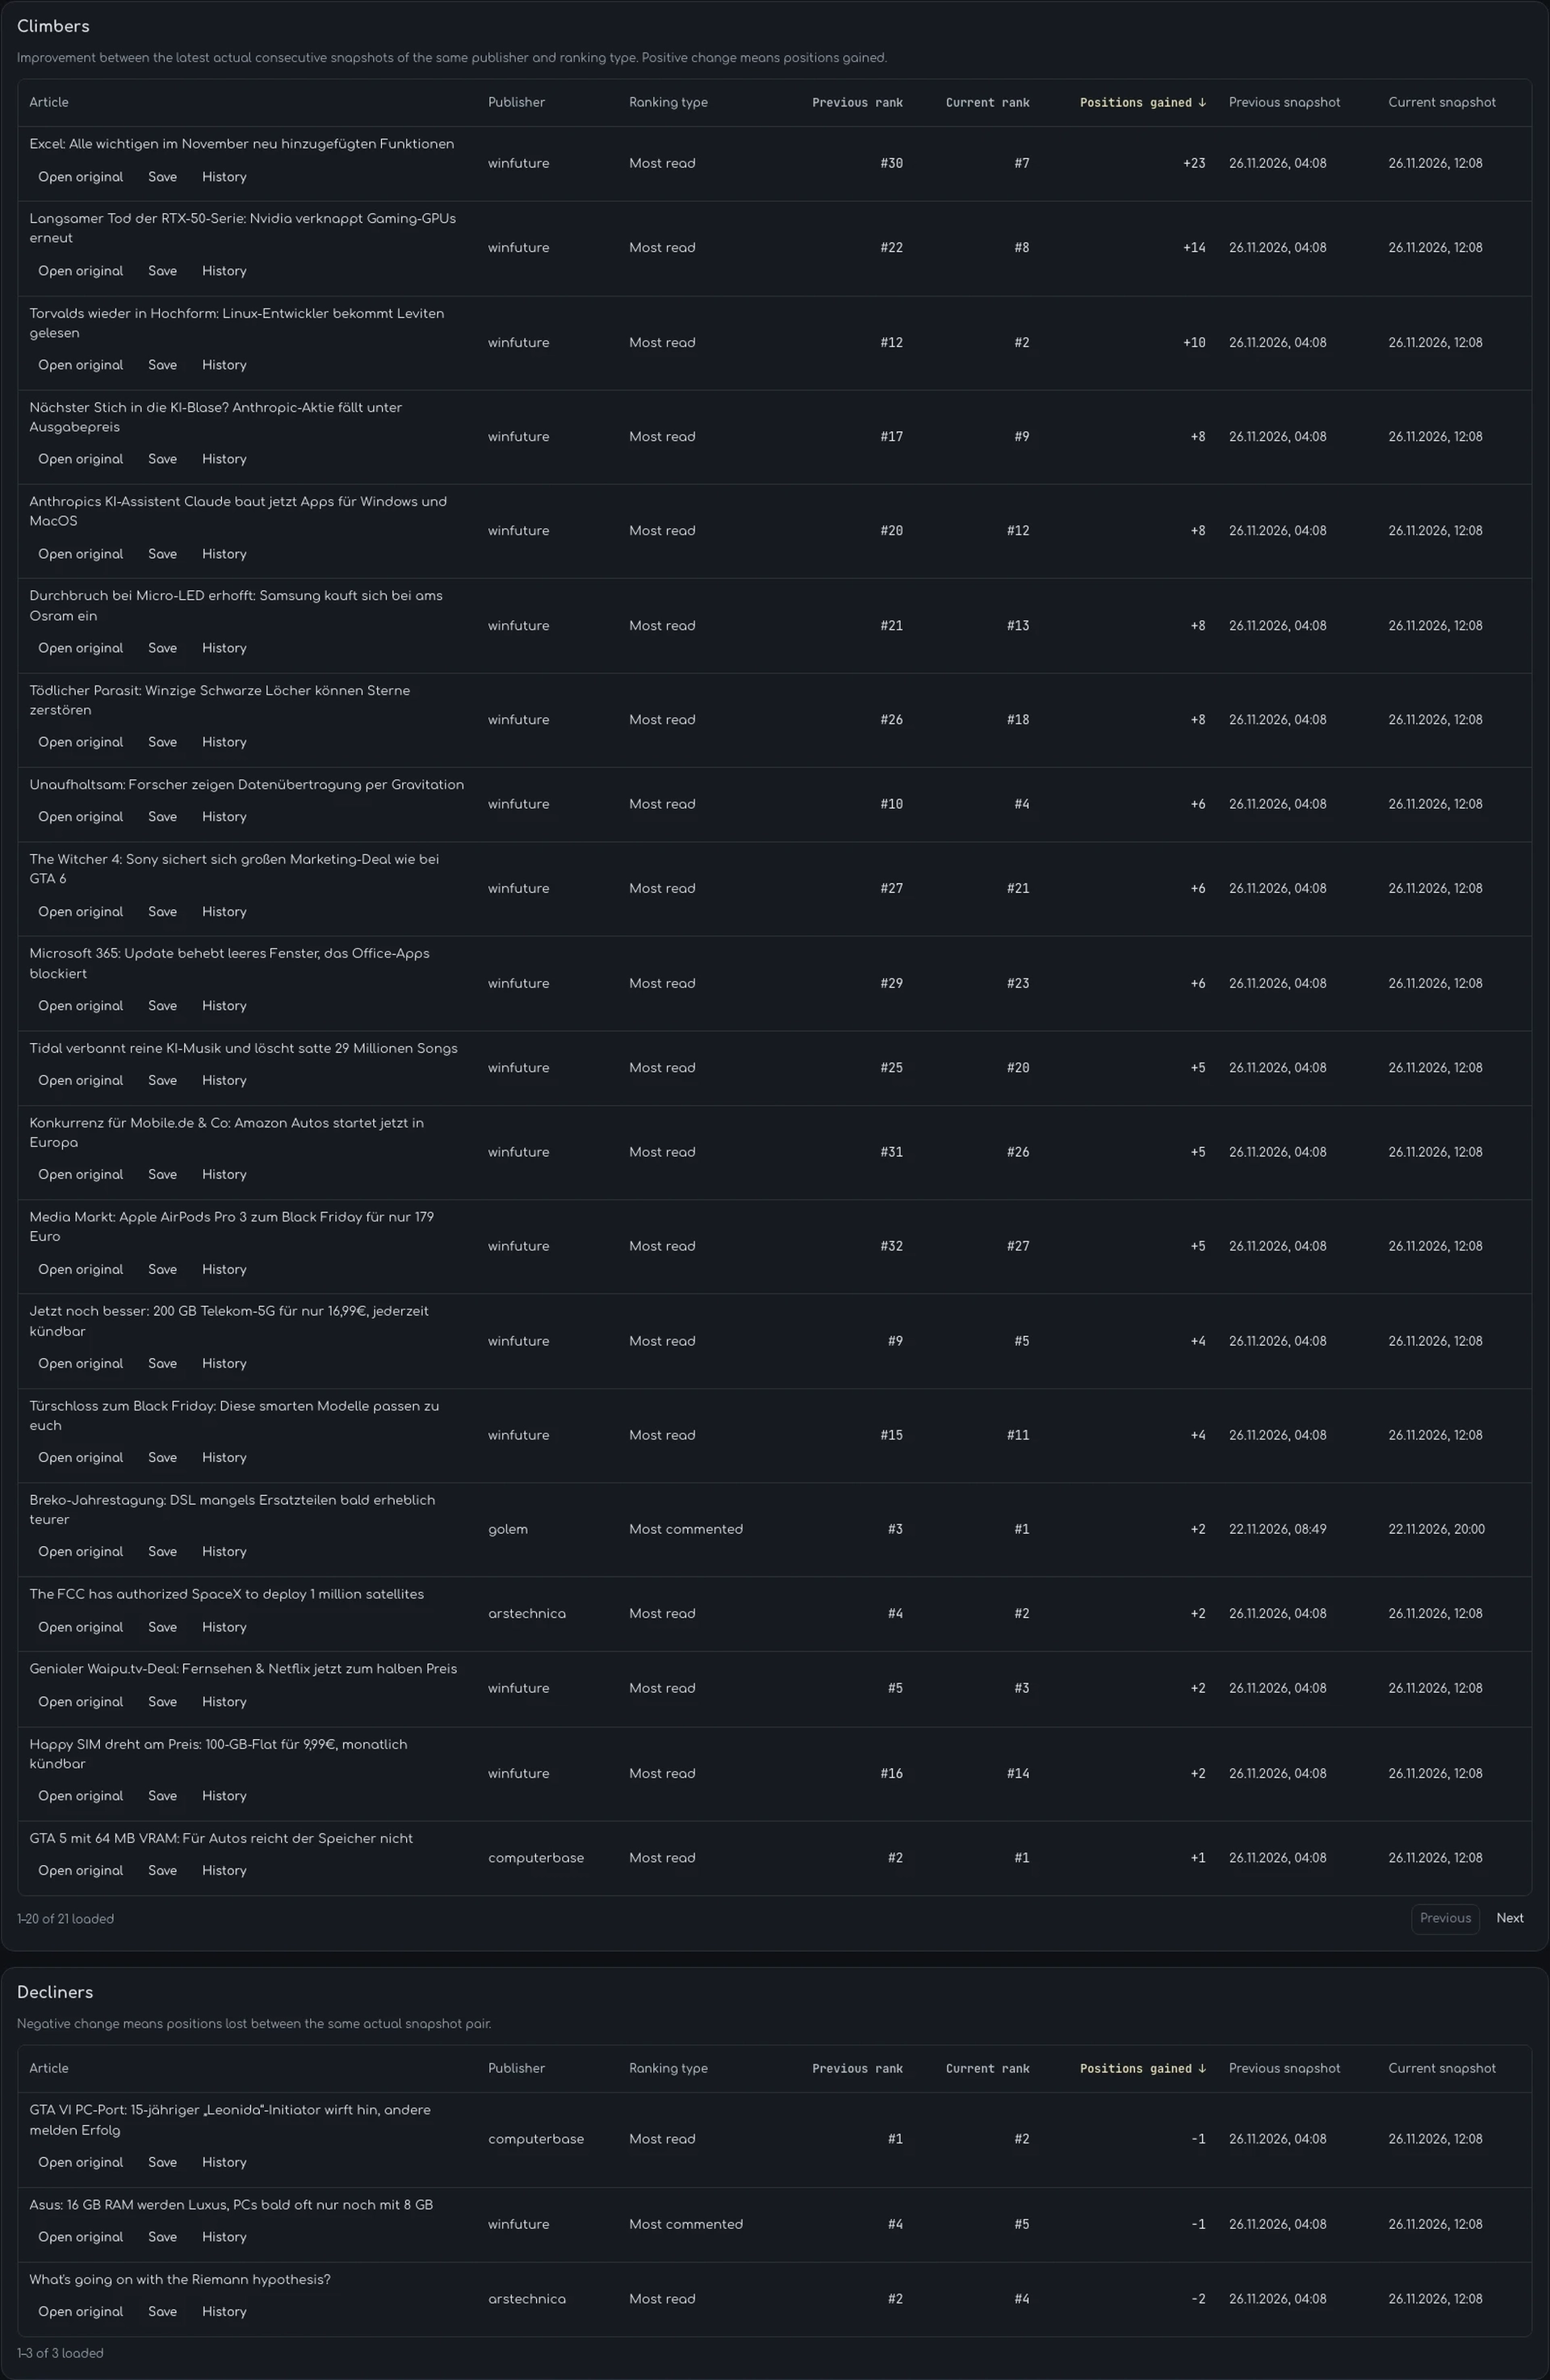 Climbers
Improvement between the latest actual consecutive snapshots of the same publisher and ranking type. Positive change means positions gained.
Article Publisher Ranking type Previous rank Current rank Positions gained ↓ Previous snapshot Current snapshot
Excel: Alle wichtigen im November neu hinzugefügten Funktionen
winfuture Most read #30 #7 +23 26.11.2026, 04:08 26.11.2026, 12:08
Open original Save History
Langsamer Tod der RTX-50-Serie: Nvidia verknappt Gaming-GPUs
erneut
winfuture Most read #22 #8 +14 26.11.2026, 04:08 26.11.2026, 12:08
Open original Save History
Torvalds wieder in Hochform: Linux-Entwickler bekommt Leviten
gelesen
winfuture Most read #12 #2 +10 26.11.2026, 04:08 26.11.2026, 12:08
Open original Save History
Nächster Stich in die KI-Blase? Anthropic-Aktie fällt unter
Ausgabepreis
winfuture Most read #17 #9 +8 26.11.2026, 04:08 26.11.2026, 12:08
Open original Save History
Anthropics KI-Assistent Claude baut jetzt Apps für Windows und
MacOS
winfuture Most read #20 #12 +8 26.11.2026, 04:08 26.11.2026, 12:08
Open original Save History
Durchbruch bei Micro-LED erhofft: Samsung kauft sich bei ams
Osram ein
winfuture Most read #21 #13 +8 26.11.2026, 04:08 26.11.2026, 12:08
Open original Save History
Tödlicher Parasit: Winzige Schwarze Löcher können Sterne
zerstören
winfuture Most read #26 #18 +8 26.11.2026, 04:08 26.11.2026, 12:08
Open original Save History
Unaufhaltsam: Forscher zeigen Datenübertragung per Gravitation
winfuture Most read #10 #4 +6 26.11.2026, 04:08 26.11.2026, 12:08
Open original Save History
The Witcher 4: Sony sichert sich großen Marketing-Deal wie bei
GTA 6
winfuture Most read #27 #21 +6 26.11.2026, 04:08 26.11.2026, 12:08
Open original Save History
Microsoft 365: Update behebt leeres Fenster, das Office-Apps
blockiert
winfuture Most read #29 #23 +6 26.11.2026, 04:08 26.11.2026, 12:08
Open original Save History
Tidal verbannt reine KI-Musik und löscht satte 29 Millionen Songs
winfuture Most read #25 #20 +5 26.11.2026, 04:08 26.11.2026, 12:08
Open original Save History
Konkurrenz für Mobile.de & Co: Amazon Autos startet jetzt in
Europa
winfuture Most read #31 #26 +5 26.11.2026, 04:08 26.11.2026, 12:08
Open original Save History
Media Markt: Apple AirPods Pro 3 zum Black Friday für nur 179
Euro
winfuture Most read #32 #27 +5 26.11.2026, 04:08 26.11.2026, 12:08
Open original Save History
Jetzt noch besser: 200 GB Telekom-5G für nur 16,99€, jederzeit
kündbar
winfuture Most read #9 #5 +4 26.11.2026, 04:08 26.11.2026, 12:08
Open original Save History
Türschloss zum Black Friday: Diese smarten Modelle passen zu
euch
winfuture Most read #15 #11 +4 26.11.2026, 04:08 26.11.2026, 12:08
Open original Save History
Breko-Jahrestagung: DSL mangels Ersatzteilen bald erheblich
teurer
golem Most commented #3 #1 +2 22.11.2026, 08:49 22.11.2026, 20:00
Open original Save History
The FCC has authorized SpaceX to deploy 1 million satellites
arstechnica Most read #4 #2 +2 26.11.2026, 04:08 26.11.2026, 12:08
Open original Save History
Genialer Waipu.tv-Deal: Fernsehen & Netflix jetzt zum halben Preis
winfuture Most read #5 #3 +2 26.11.2026, 04:08 26.11.2026, 12:08
Open original Save History
Happy SIM dreht am Preis: 100-GB-Flat für 9,99€, monatlich
kündbar
winfuture Most read #16 #14 +2 26.11.2026, 04:08 26.11.2026, 12:08
Open original Save History
GTA 5 mit 64 MB VRAM: Für Autos reicht der Speicher nicht
computerbase Most read #2 #1 +1 26.11.2026, 04:08 26.11.2026, 12:08
Open original Save History
1–20 of 21 loaded Previous Next
Decliners
Negative change means positions lost between the same actual snapshot pair.
Article Publisher Ranking type Previous rank Current rank Positions gained ↓ Previous snapshot Current snapshot
GTA VI PC-Port: 15-jähriger „Leonida“-Initiator wirft hin, andere
melden Erfolg
computerbase Most read #1 #2 -1 26.11.2026, 04:08 26.11.2026, 12:08
Open original Save History
Asus: 16 GB RAM werden Luxus, PCs bald oft nur noch mit 8 GB
winfuture Most commented #4 #5 -1 26.11.2026, 04:08 26.11.2026, 12:08
Open original Save History
What's going on with the Riemann hypothesis?
arstechnica Most read #2 #4 -2 26.11.2026, 04:08 26.11.2026, 12:08
Open original Save History
1–3 of 3 loaded